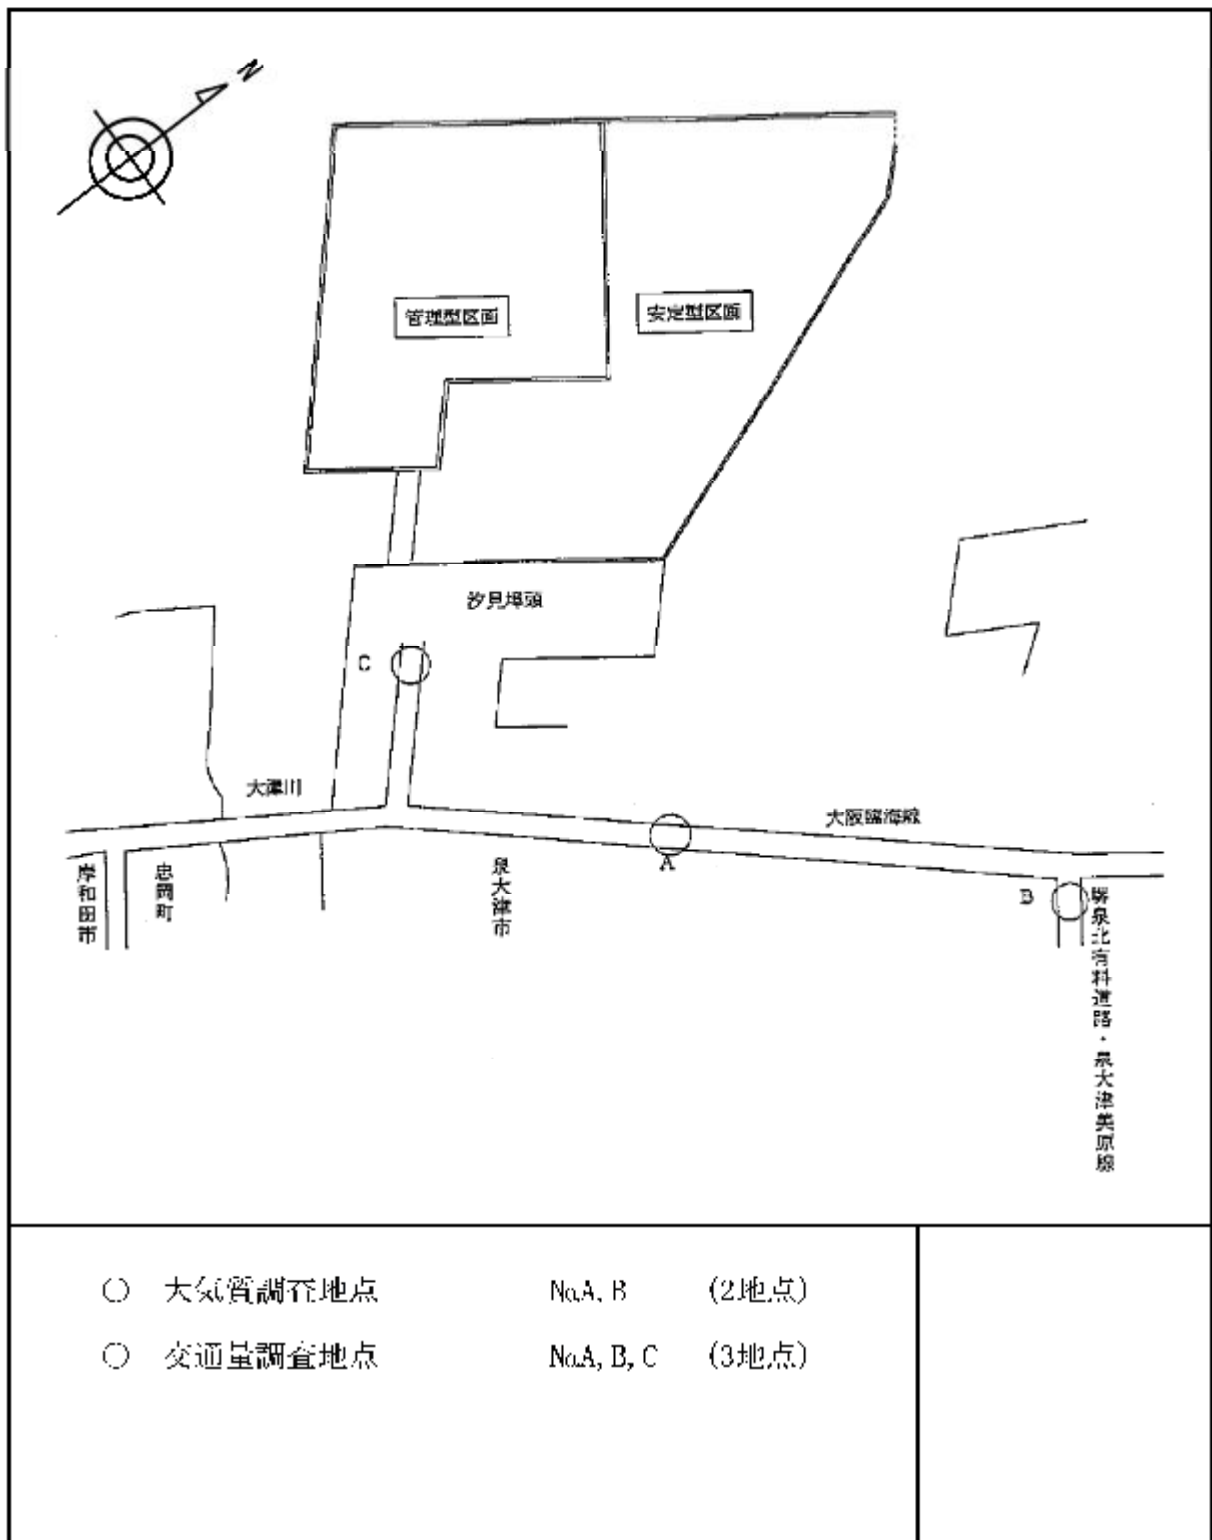 N
管理型区画
安定型区画
汐見埠頭
C
大津川
大阪臨海線
A
B
岸和田市
忠岡町
泉大津市
堺泉北有料道路・泉大津美原線
○ 大気質調査地点 No.A, B (2地点)
○ 交通量調査地点 No.A, B, C (3地点)